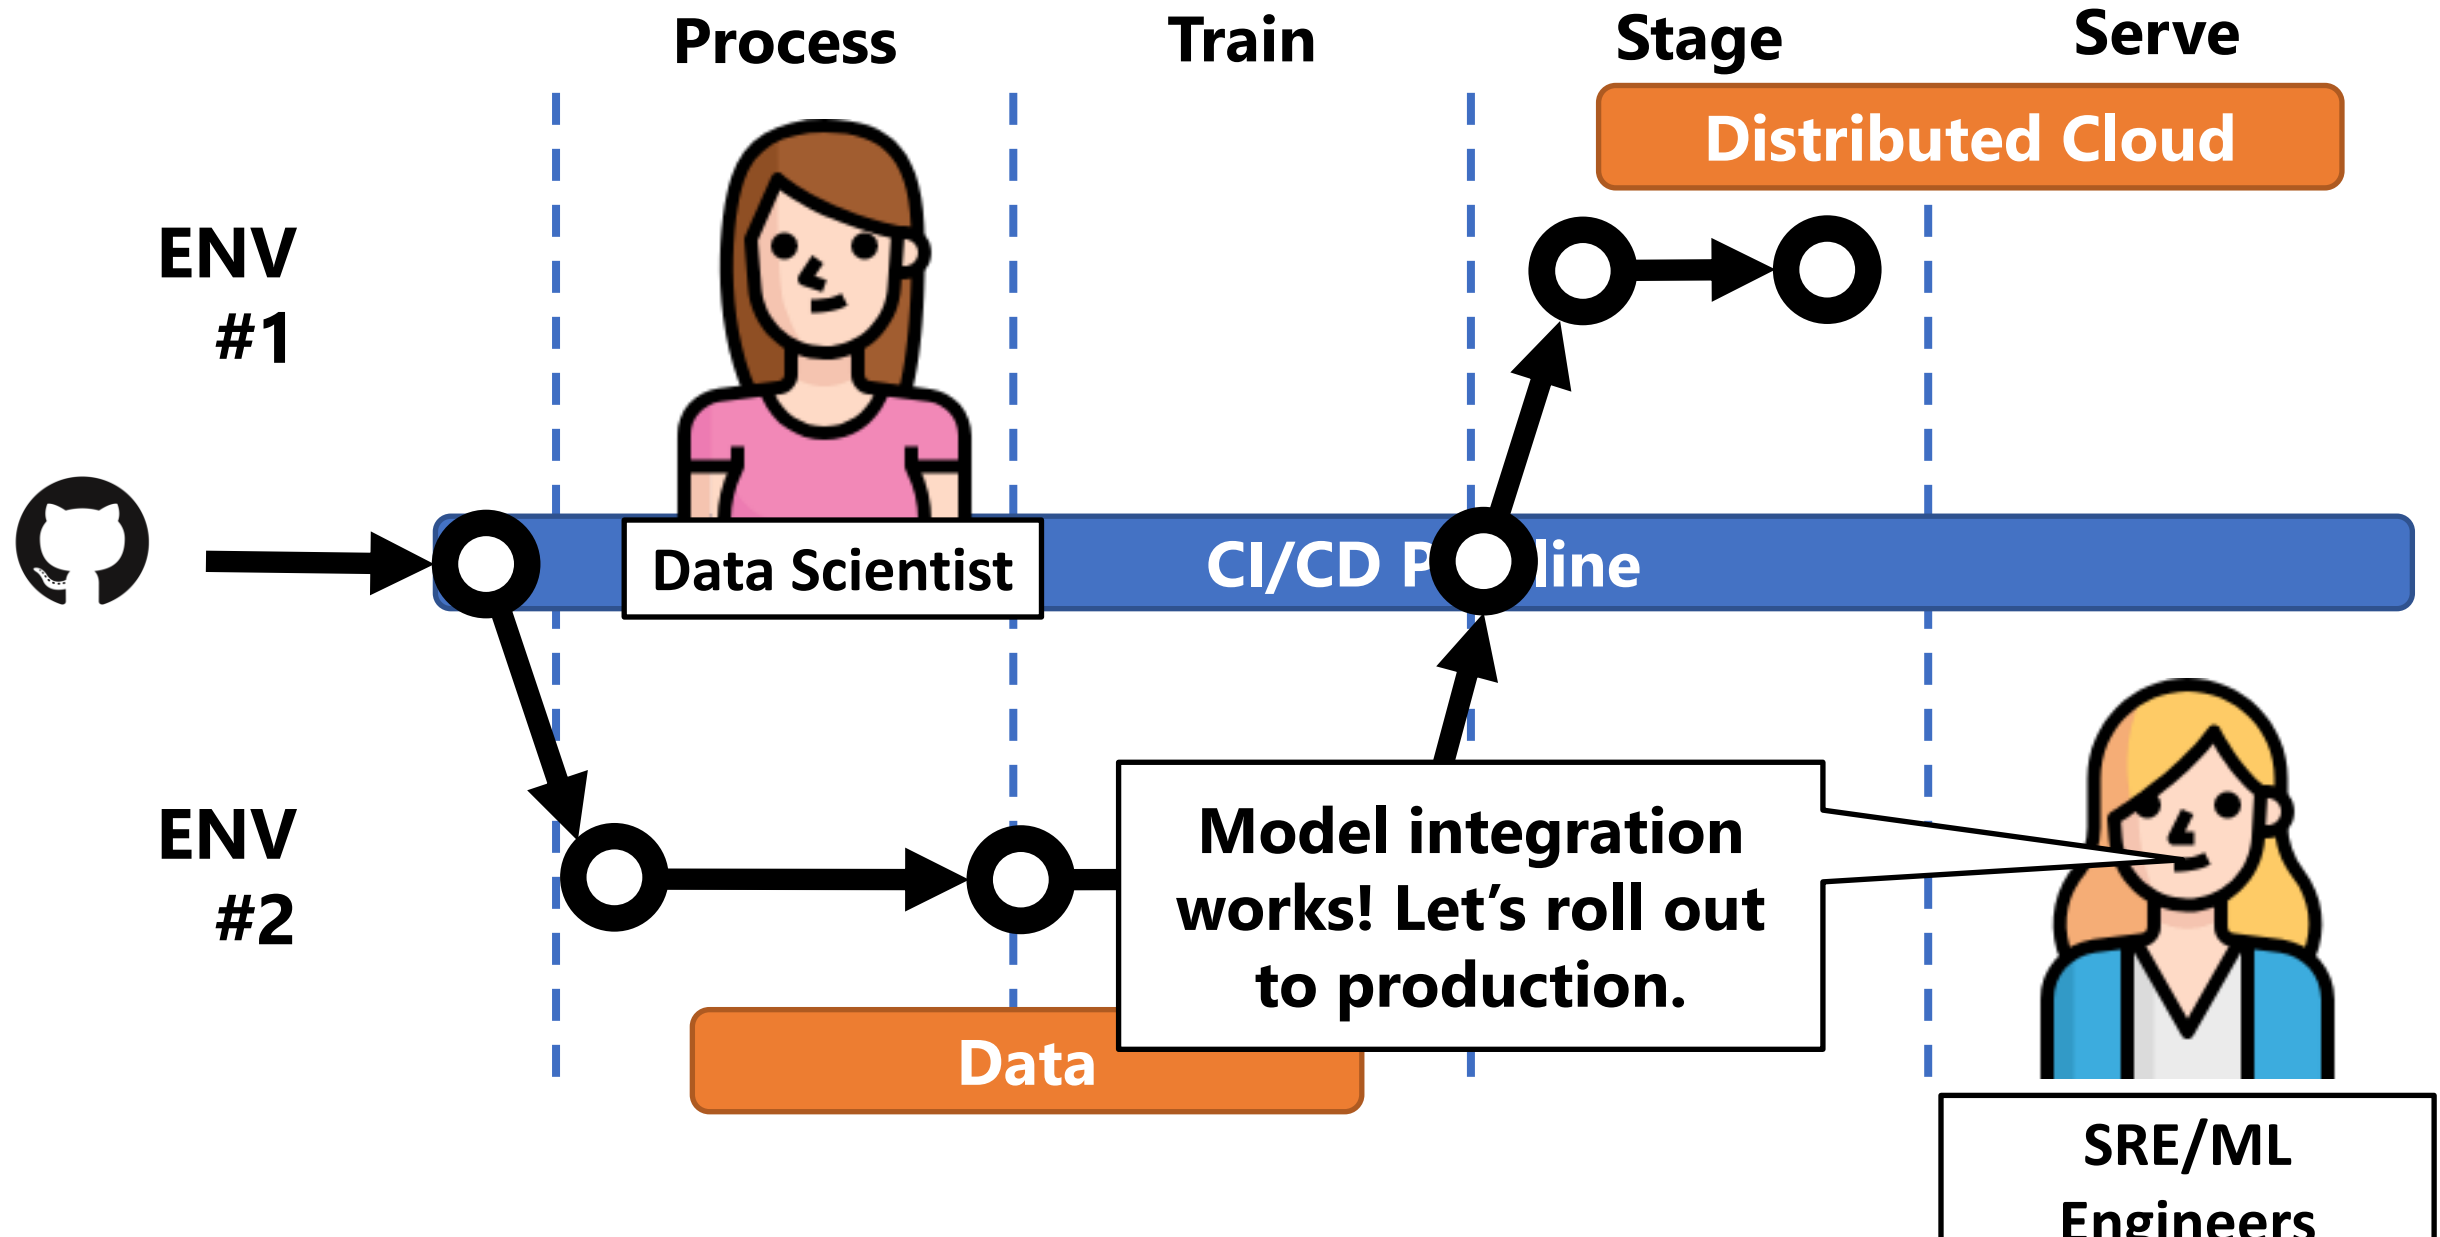 Process
Train
Stage
Serve
Distributed Cloud
ENV
#1
Data Scientist
CI/CD P
line
ENV
#2
Model integration
works! Let’s roll out
to production.
Data
SRE/ML
Engineers